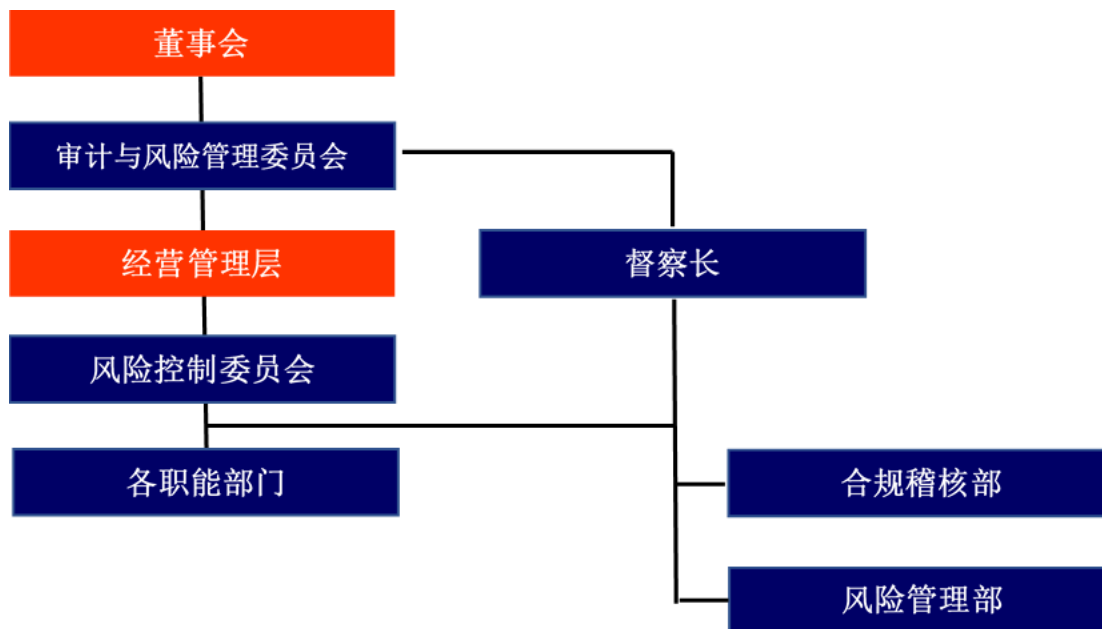 董事会
审计与风险管理委员会
经营管理层
督察长
风险控制委员会
各职能部门
合规稽核部
风险管理部